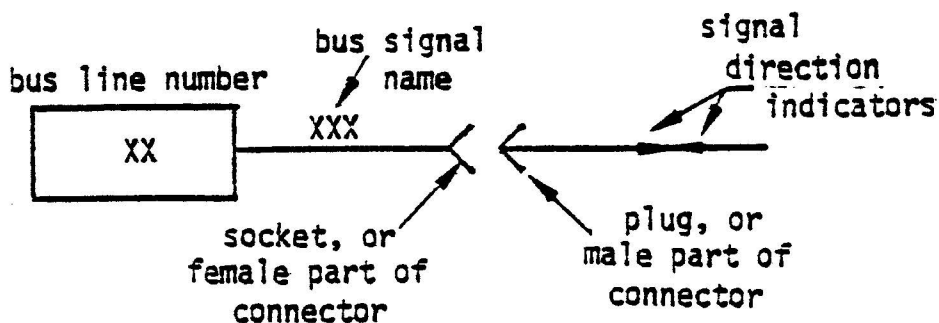 bus line number
XX
bus signal
name
XXX
signal
direction
indicators
socket, or
female part of
connector
plug, or
male part of
connector